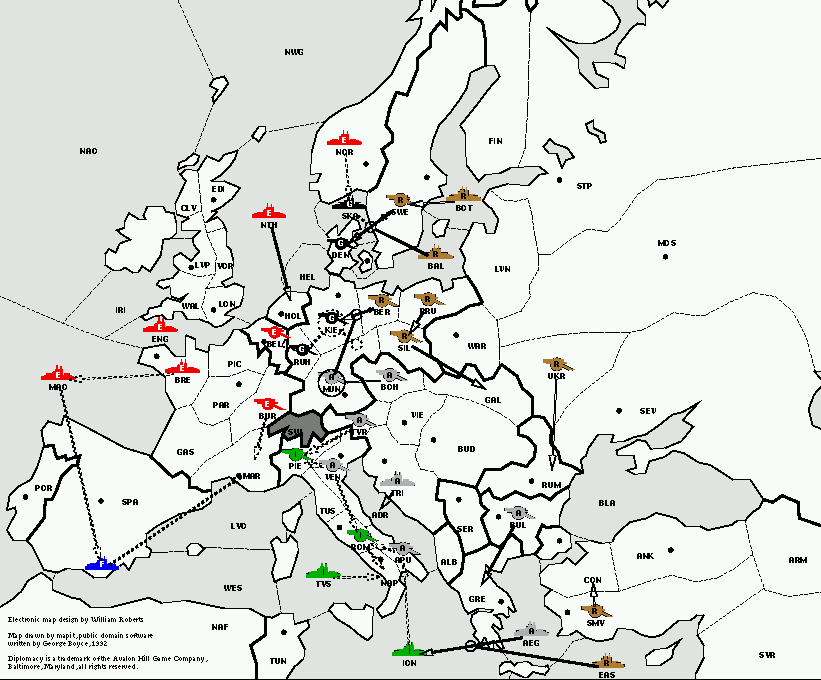 NWG
NAO
NOR
FIN
STP
EDI
CLV
SKA
SWE
BOT
NTH
MOS
DEN
BAL
LVN
LVP
YOR
HEL
WAL
LON
IRI
HOL
BER
PRU
KIE
ENG
BEL
SIL
WAR
RUH
PIC
BRE
MAO
MUN
BOH
UKR
PAR
BUR
GAL
VIE
SEV
TYR
SWI
BUD
GAS
PIE
VEN
MAR
RUM
POR
SPA
TRI
TUS
ADR
BLA
LYO
SER
BUL
ROM
APU
ALB
ANK
ARM
CON
NAP
TYS
WES
GRE
SMY
NAF
AEG
ION
TUN
SYR
EAS
Electronic map design by William Roberts
Map drawn by mapit, public domain software
written by George Boyce, 1992
Diplomacy is a trademark of the Avalon Hill Game Company,
Baltimore, Maryland, all rights reserved.